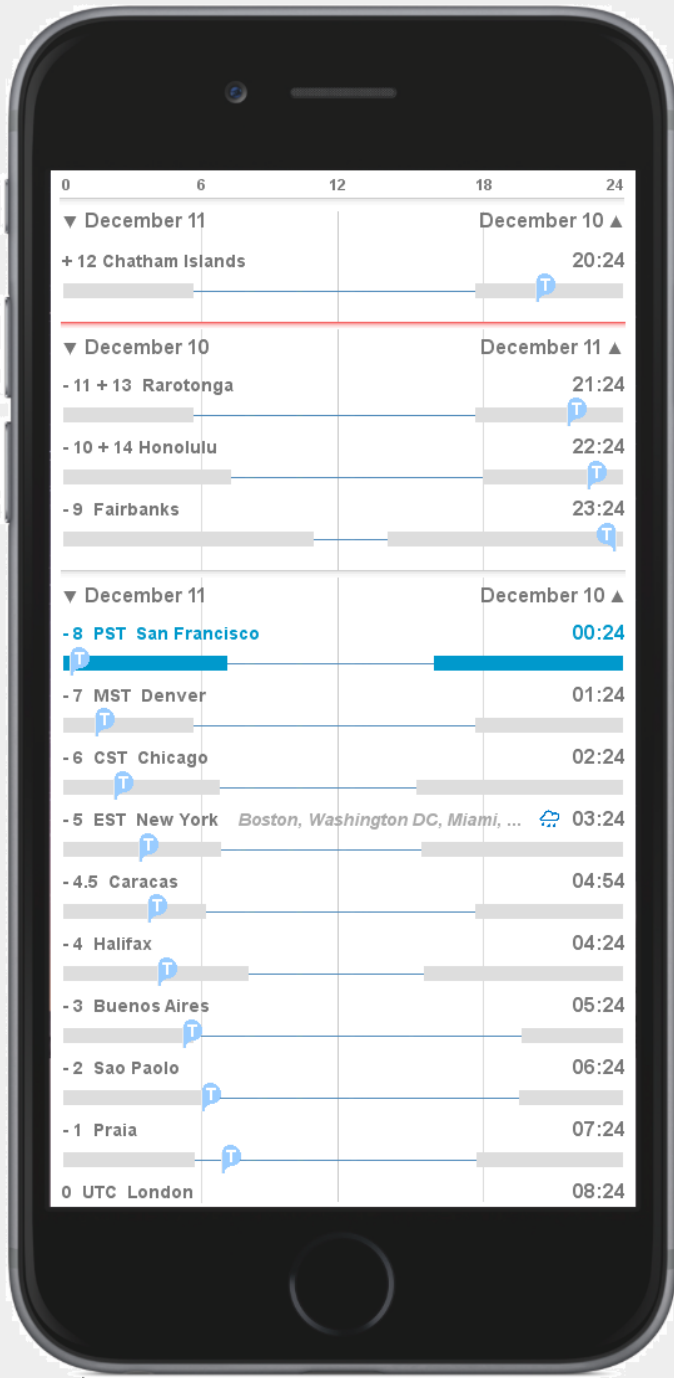 0 6 12 18 24
▼ December 11 December 10 ▲
+ 12 Chatham Islands 20:24
T
▼ December 10 December 11 ▲
- 11 + 13 Rarotonga 21:24
T
- 10 + 14 Honolulu 22:24
T
- 9 Fairbanks 23:24
T
▼ December 11 December 10 ▲
- 8 PST San Francisco 00:24
T
- 7 MST Denver 01:24
T
- 6 CST Chicago 02:24
T
- 5 EST New York Boston, Washington DC, Miami, ... 03:24
T
- 4.5 Caracas 04:54
T
- 4 Halifax 04:24
T
- 3 Buenos Aires 05:24
T
- 2 Sao Paolo 06:24
T
- 1 Praia 07:24
T
0 UTC London 08:24